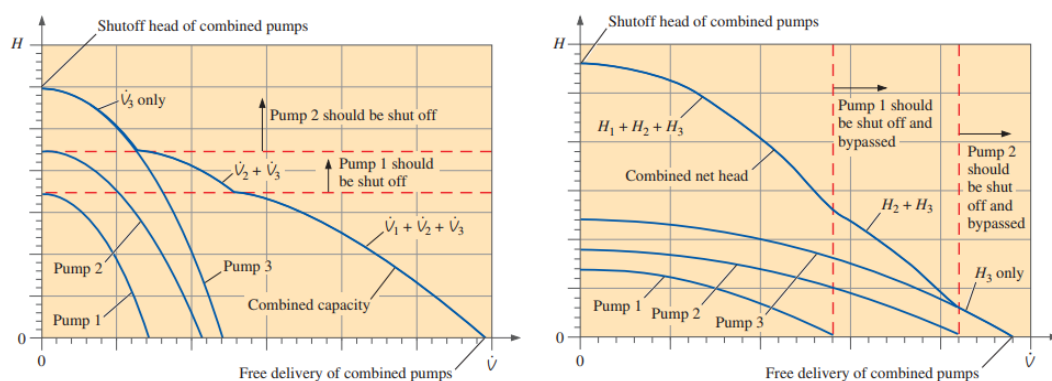 Shutoff head of combined pumps
H
V̇₃ only
Pump 2 should be shut off
V̇₂ + V̇₃
Pump 1 should
be shut off
V̇₁ + V̇₂ + V̇₃
Pump 2
Pump 3
Combined capacity
Pump 1
0
0
V̇
Free delivery of combined pumps
Shutoff head of combined pumps
H
H₁ + H₂ + H₃
Pump 1 should
be shut off and
bypassed
Pump 2
should
be shut
off and
bypassed
Combined net head
H₂ + H₃
H₃ only
Pump 1
Pump 2
Pump 3
0
0
V̇
Free delivery of combined pumps